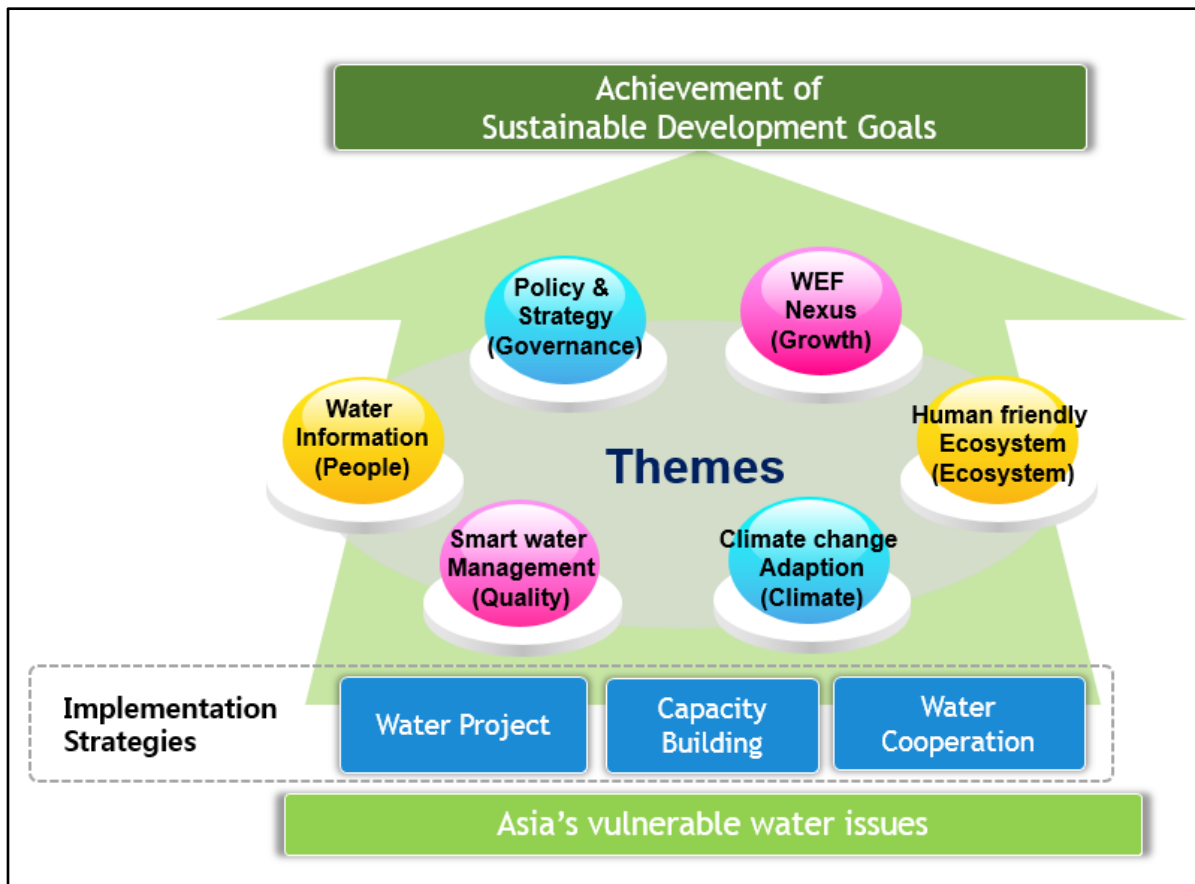 Achievement of
Sustainable Development Goals
Policy &
Strategy
(Governance)
WEF
Nexus
(Growth)
Water
Information
(People)
Human friendly
Ecosystem
(Ecosystem)
Themes
Smart water
Management
(Quality)
Climate change
Adaption
(Climate)
Implementation
Strategies
Water Project
Capacity
Building
Water
Cooperation
Asia's vulnerable water issues